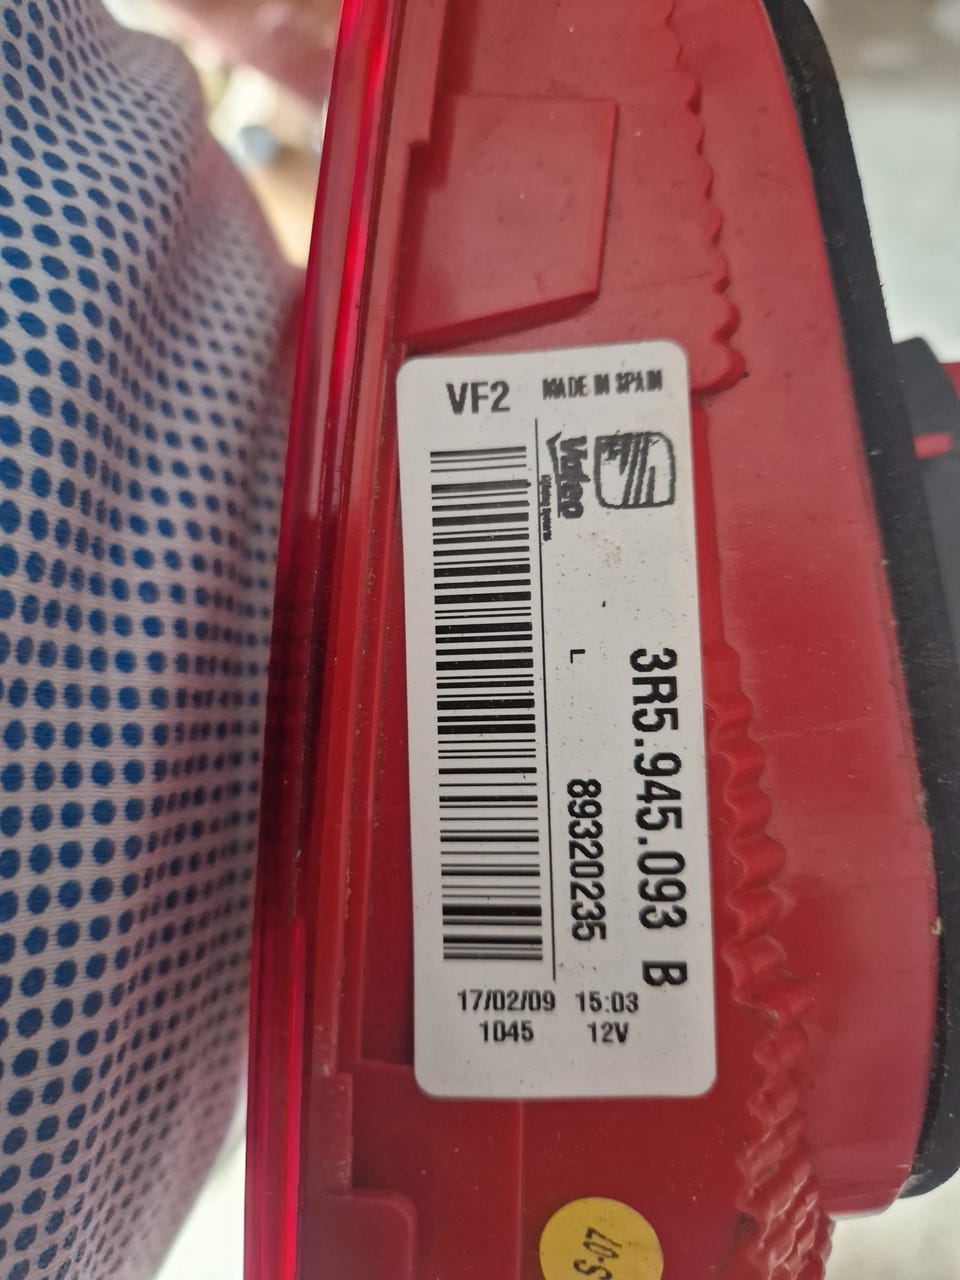 VF2 MADE IN SPAIN
Valeo
3R5.945.093 B
L 89320235
17/02/09 15:03
1045 12V